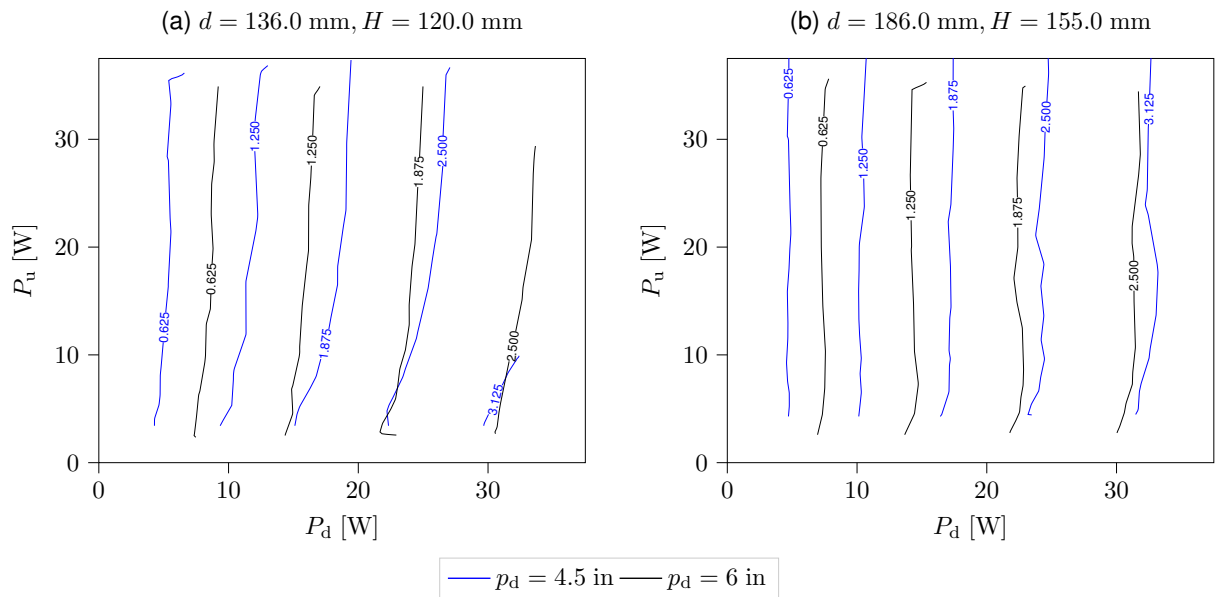 (a) d = 136.0 mm, H = 120.0 mm
(b) d = 186.0 mm, H = 155.0 mm
30
20
10
0
P_u [W]
0.625
0.625
1.250
1.250
1.875
1.875
2.500
2.500
3.125
0 10 20 30
P_d [W]
30
20
10
0
P_u [W]
0.625
0.625
1.250
1.250
1.875
1.875
2.500
2.500
3.125
0 10 20 30
P_d [W]
p_d = 4.5 in p_d = 6 in